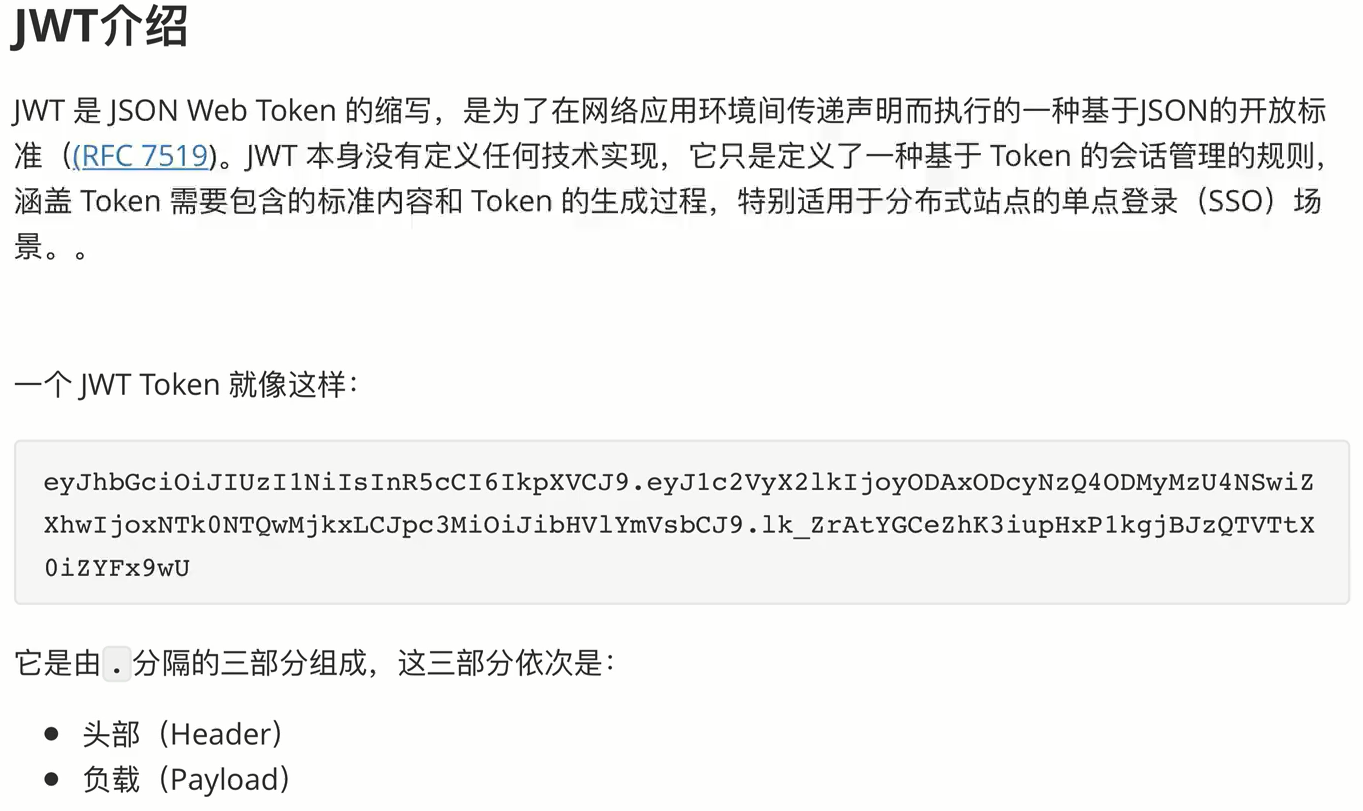 JWT介绍
JWT 是 JSON Web Token 的缩写，是为了在网络应用环境间传递声明而执行的一种基于JSON的开放标
准（(RFC 7519)。JWT 本身没有定义任何技术实现，它只是定义了一种基于 Token 的会话管理的规则，
涵盖 Token 需要包含的标准内容和 Token 的生成过程，特别适用于分布式站点的单点登录（SSO）场
景。。
一个 JWT Token 就像这样：
eyJhbGciOiJIUzI1NiIsInR5cCI6IkpXVCJ9.eyJ1c2VyX2lkIjoyODAxODcyNzQ4ODMyMzU4NSwiZ
XhwIjoxNTk0NTQwMjkxLCJpc3MiOiJibHVlYmVsbCJ9.lk_ZrAtYGCeZhK3iupHxP1kgjBJzQTVTtX
0iZYFx9wU
它是由.分隔的三部分组成，这三部分依次是：
● 头部（Header）
● 负载（Payload）